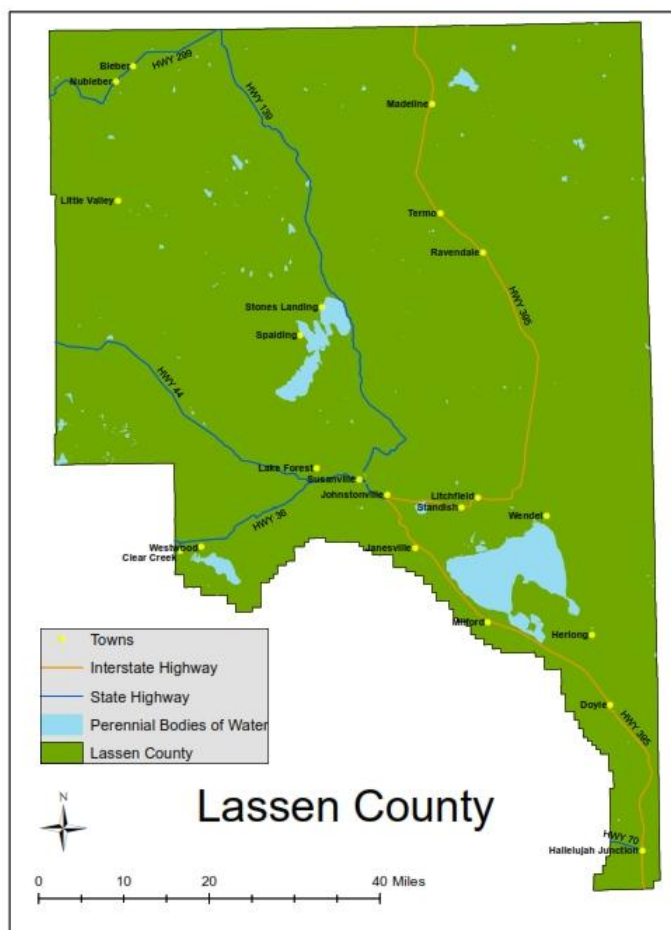 HWY 299
Bieber
Nubieber
HWY 139
Madeline
Little Valley
Termo
Ravendale
Stones Landing
HWY 395
Spalding
HWY 44
Lake Forest
Susanville
Johnstonville
Litchfield
Standish
Wendel
HWY 36
Westwood
Clear Creek
Janesville
Milford
Herlong
Towns
Interstate Highway
State Highway
Perennial Bodies of Water
Lassen County
Doyle
HWY 395
Lassen County
N
HWY 70
Hallelujah Junction
0 10 20 40 Miles